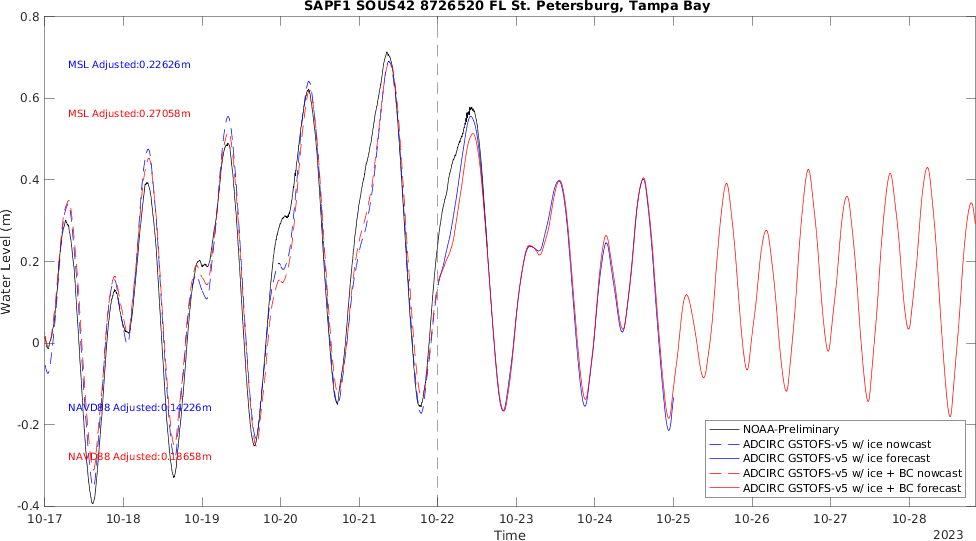 SAPF1 SOUS42 8726520 FL St. Petersburg, Tampa Bay
0.8
0.6
0.4
0.2
0
-0.2
-0.4
Water Level (m)
MSL Adjusted:0.22626m
MSL Adjusted:0.27058m
NAVD88 Adjusted:0.14226m
NAVD88 Adjusted:0.18658m
NOAA-Preliminary
ADCIRC GSTOFS-v5 w/ ice nowcast
ADCIRC GSTOFS-v5 w/ ice forecast
ADCIRC GSTOFS-v5 w/ ice + BC nowcast
ADCIRC GSTOFS-v5 w/ ice + BC forecast
10-17 10-18 10-19 10-20 10-21 10-22 10-23 10-24 10-25 10-26 10-27 10-28
Time
2023